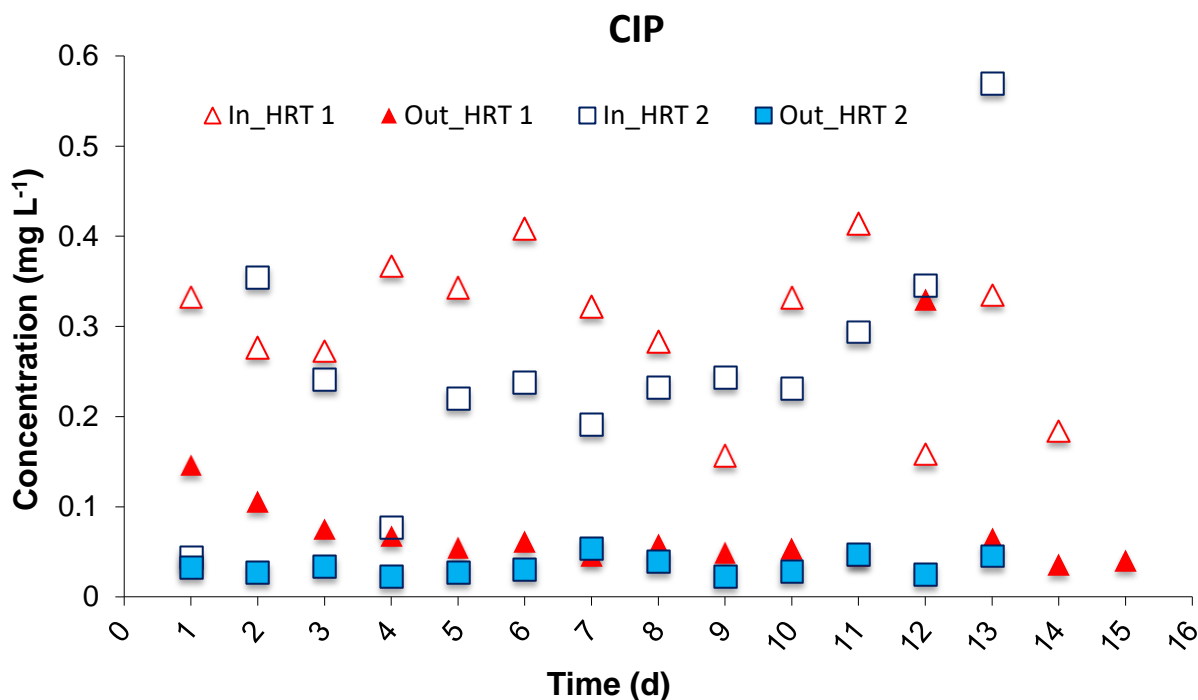 CIP
0.6
In_HRT 1 Out_HRT 1 In_HRT 2 Out_HRT 2
0.5
0.4
0.3
0.2
0.1
0
Concentration (mg L⁻¹)
0 1 2 3 4 5 6 7 8 9 10 11 12 13 14 15 16
Time (d)